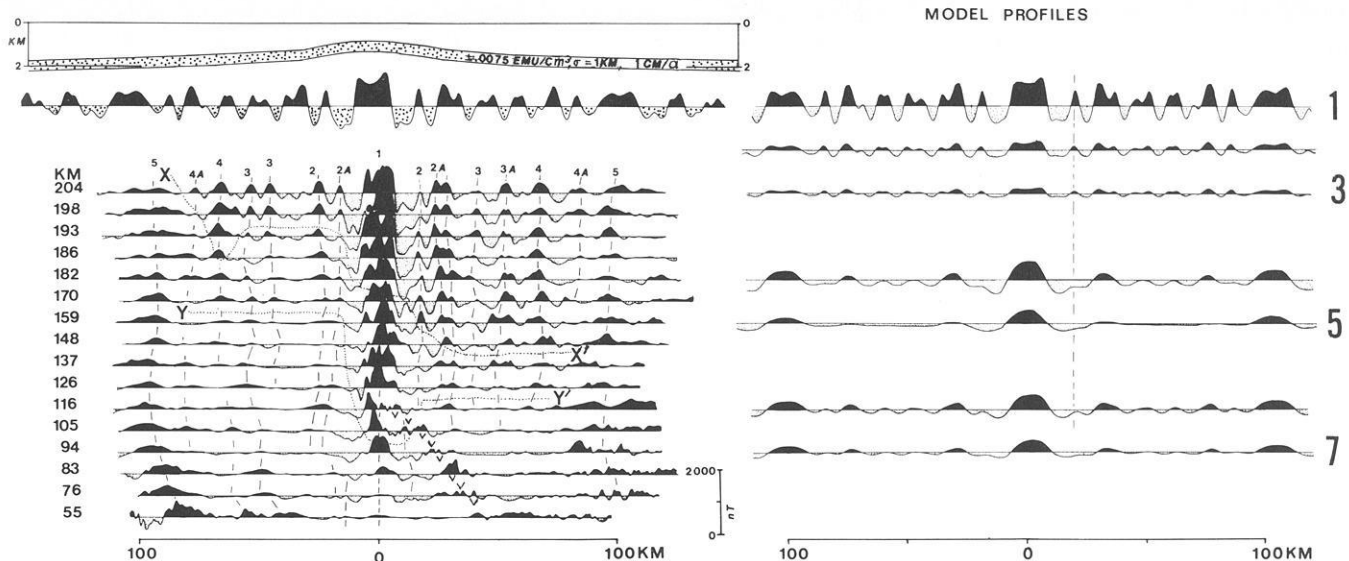 MODEL PROFILES
0
KM
2
±.0075 EMU/Cm³, σ = 1KM, 1 CM/a
0
2
1
3
5
7
1
5 X 4A 4 3 3 2 2A 2 2A 3 3A 4 4A 5
KM
204
198
193
186
182
170
159 Y
148
X'
137
126
Y'
116
105
94
83
76
55
2000
nT
0
100 0 100KM
100 0 100KM